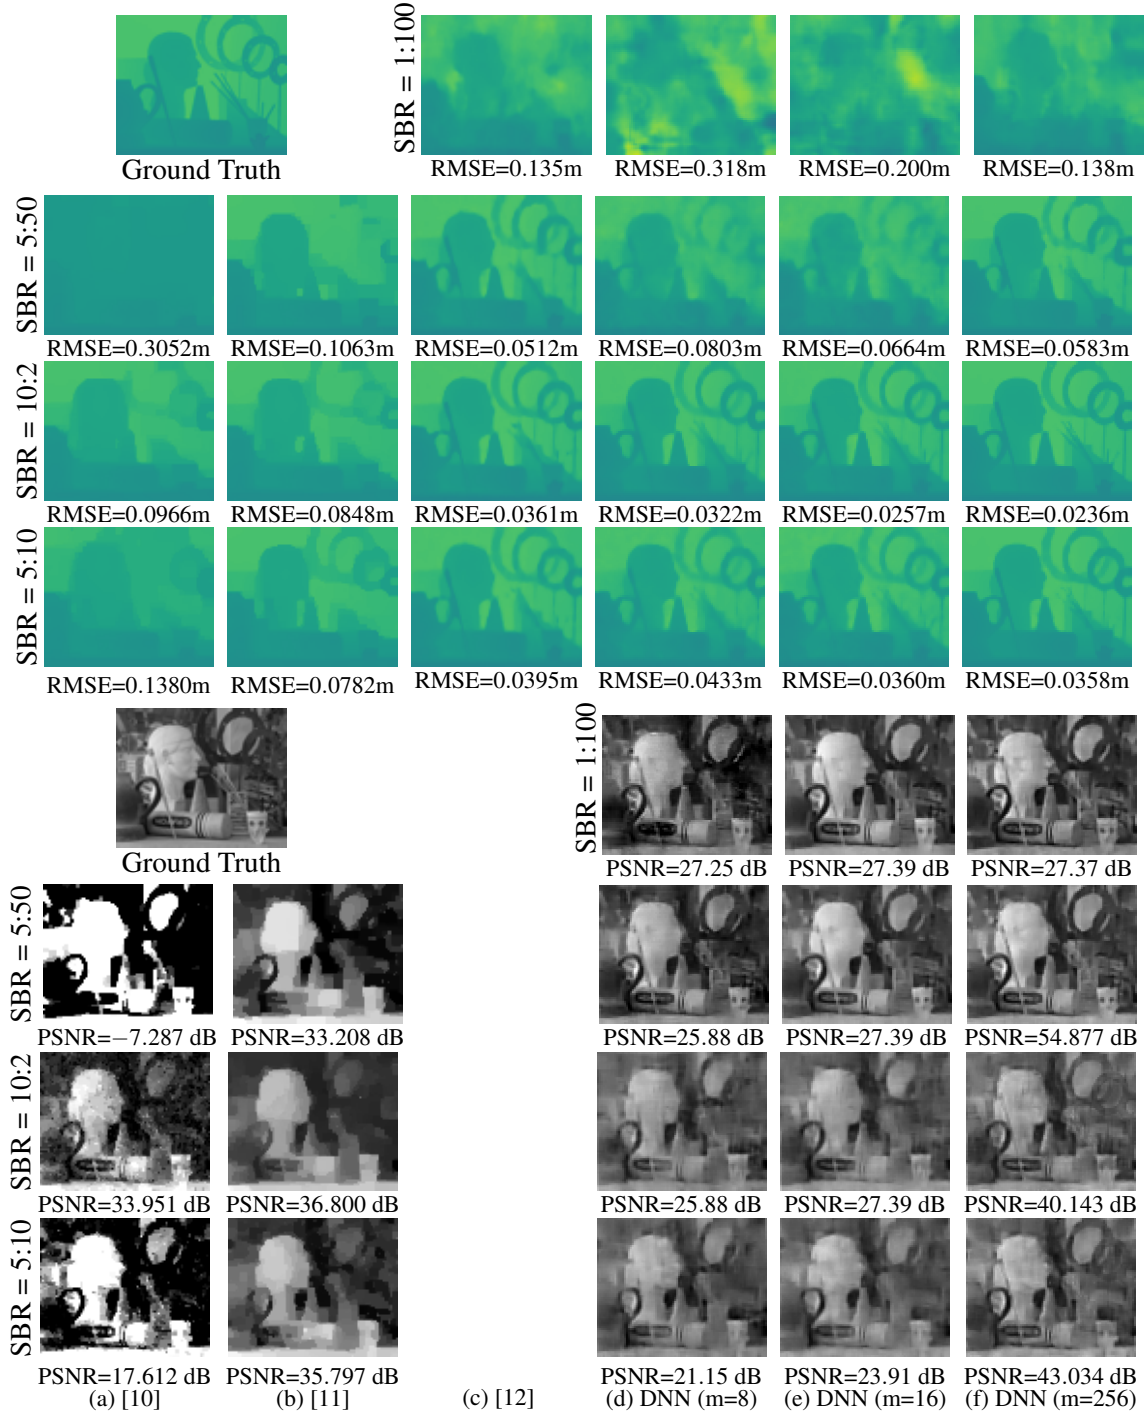 SBR = 1:100
Ground Truth
RMSE=0.135m RMSE=0.318m RMSE=0.200m RMSE=0.138m
SBR = 5:50
RMSE=0.3052m RMSE=0.1063m RMSE=0.0512m RMSE=0.0803m RMSE=0.0664m RMSE=0.0583m
SBR = 10:2
RMSE=0.0966m RMSE=0.0848m RMSE=0.0361m RMSE=0.0322m RMSE=0.0257m RMSE=0.0236m
SBR = 5:10
RMSE=0.1380m RMSE=0.0782m RMSE=0.0395m RMSE=0.0433m RMSE=0.0360m RMSE=0.0358m
SBR = 1:100
Ground Truth
PSNR=27.25 dB PSNR=27.39 dB PSNR=27.37 dB
SBR = 5:50
PSNR=−7.287 dB PSNR=33.208 dB PSNR=25.88 dB PSNR=27.39 dB PSNR=54.877 dB
SBR = 10:2
PSNR=33.951 dB PSNR=36.800 dB PSNR=25.88 dB PSNR=27.39 dB PSNR=40.143 dB
SBR = 5:10
PSNR=17.612 dB PSNR=35.797 dB PSNR=21.15 dB PSNR=23.91 dB PSNR=43.034 dB
(a) [10] (b) [11] (c) [12] (d) DNN (m=8) (e) DNN (m=16) (f) DNN (m=256)